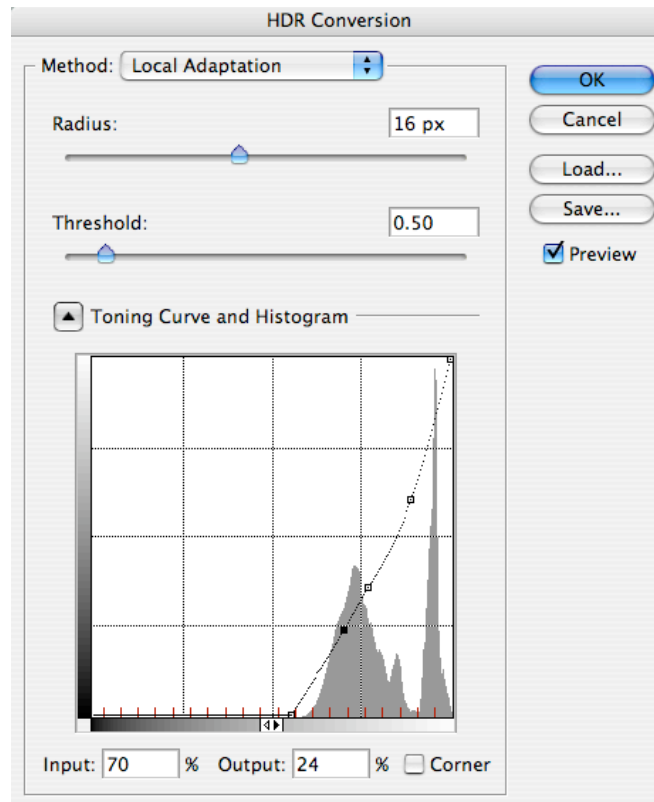 HDR Conversion
Method: Local Adaptation
OK
Radius: 16 px
Cancel
Load...
Threshold: 0.50
Save...
Preview
Toning Curve and Histogram
Input: 70 % Output: 24 % Corner